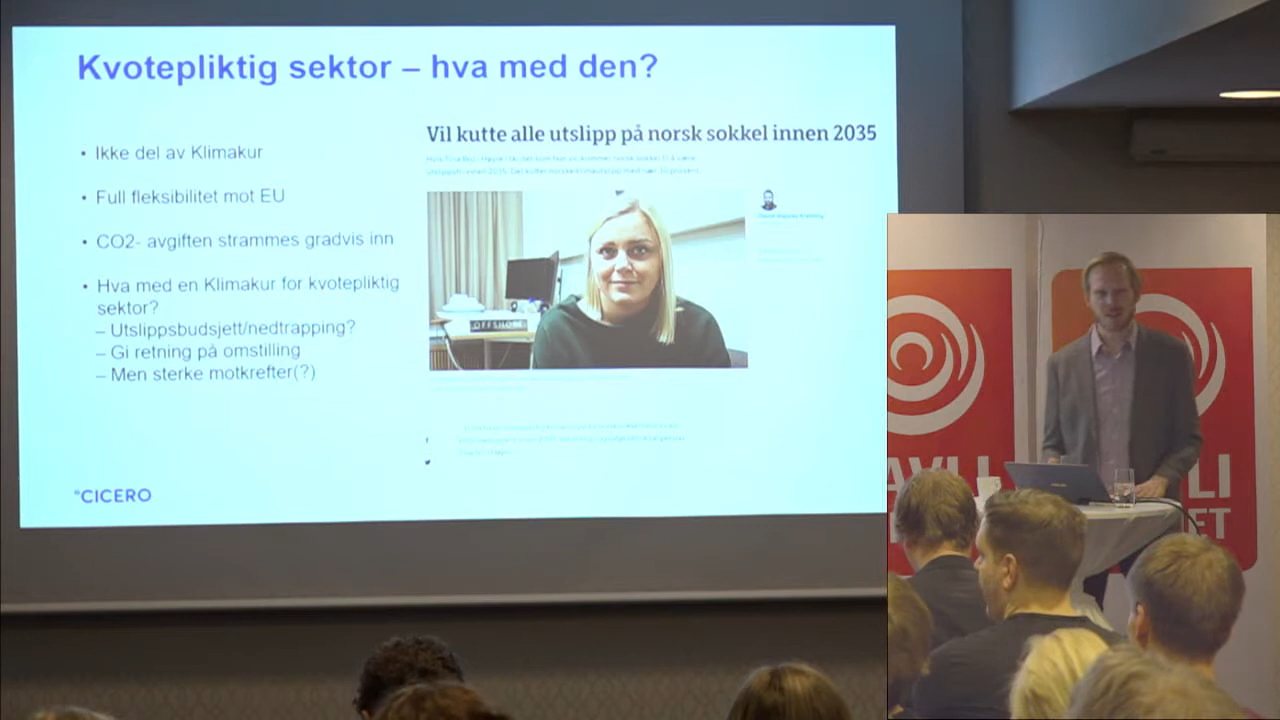 Kvotepliktig sektor – hva med den?
• Ikke del av Klimakur
• Full fleksibilitet mot EU
• CO2- avgiften strammes gradvis inn
• Hva med en Klimakur for kvotepliktig
sektor?
– Utslippsbudsjett/nedtrapping?
– Gi retning på omstilling
– Men sterke motkrefter(?)
°CICERO
Vil kutte alle utslipp på norsk sokkel innen 2035
OFFSHORE
LI
ET